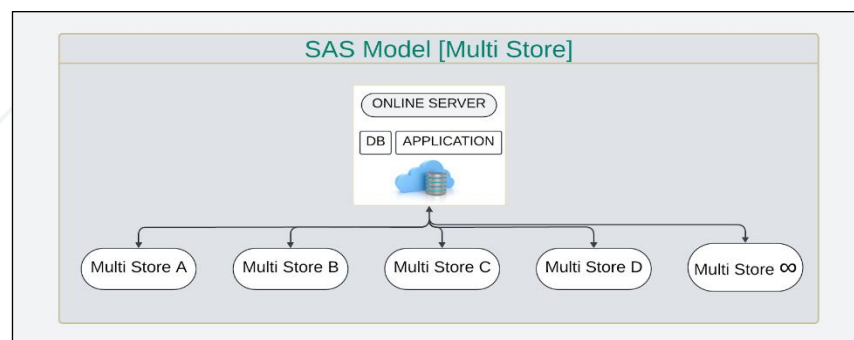 SAS Model [Multi Store]
ONLINE SERVER
DB APPLICATION
Multi Store A Multi Store B Multi Store C Multi Store D Multi Store ∞